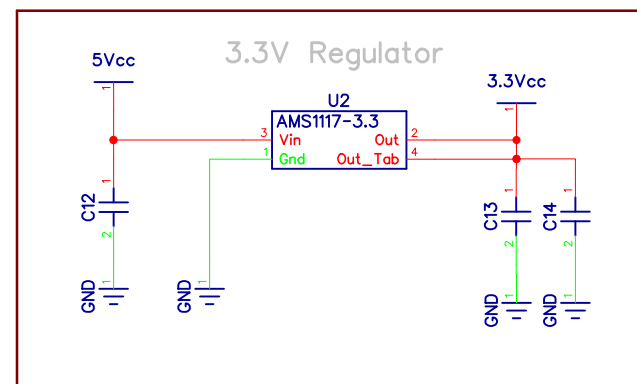 3.3V Regulator
5Vcc
1
3.3Vcc
1
U2
AMS1117-3.3
3 Vin Out 2
1 Gnd Out_Tab 4
1
C12
2
1
GND
1
GND
1
C13
2
1
GND
1
C14
2
1
GND